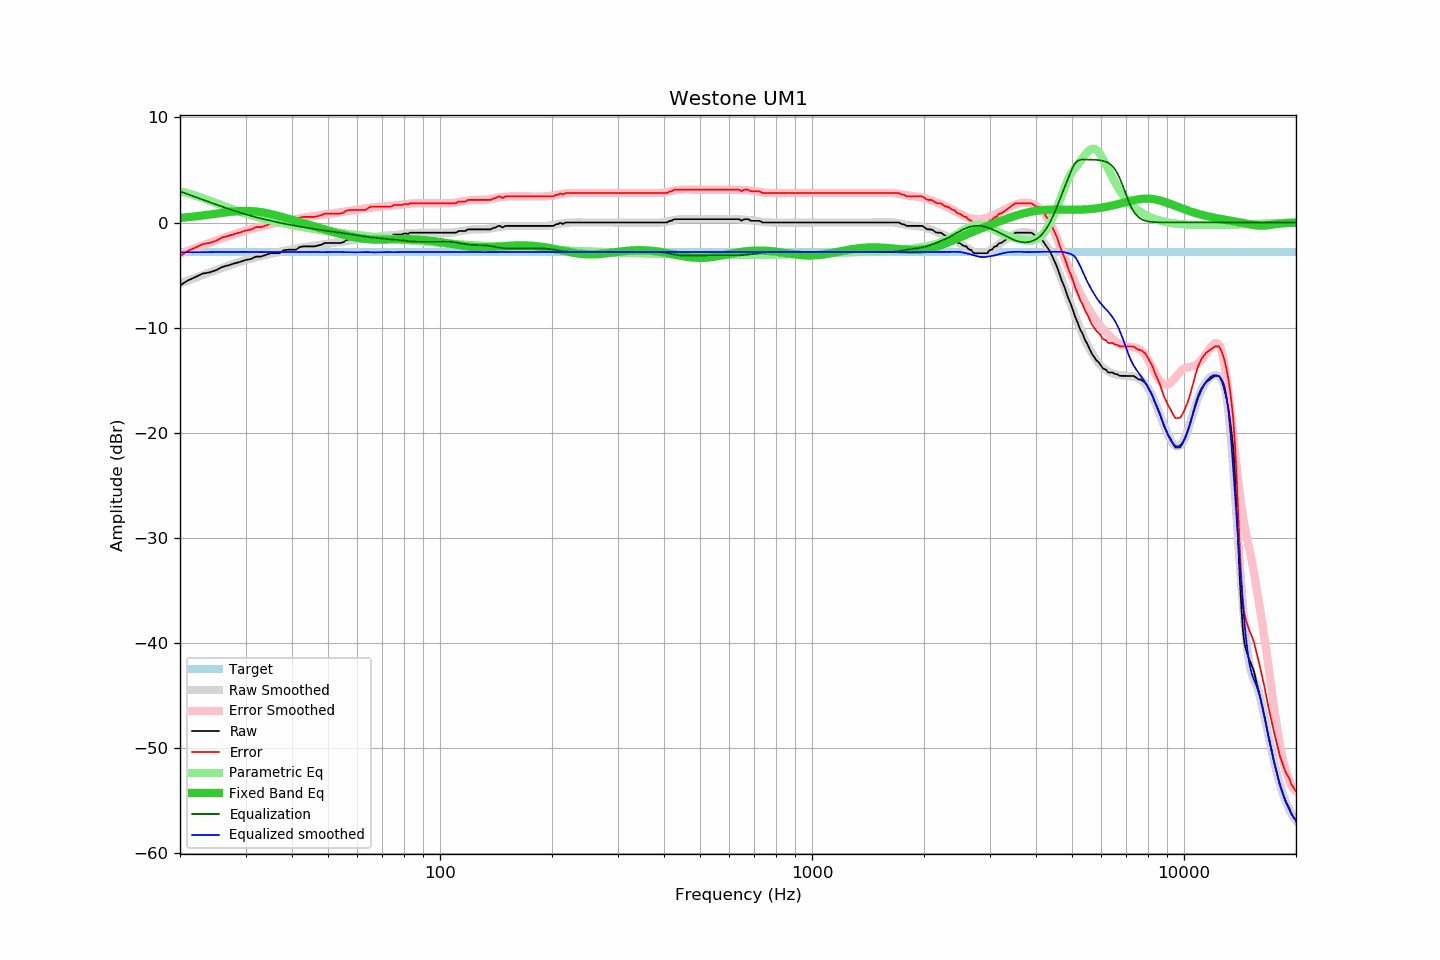 Westone UM1
10
0
−10
−20
−30
−40
−50
−60
Amplitude (dBr)
Target
Raw Smoothed
Error Smoothed
Raw
Error
Parametric Eq
Fixed Band Eq
Equalization
Equalized smoothed
100
1000
10000
Frequency (Hz)